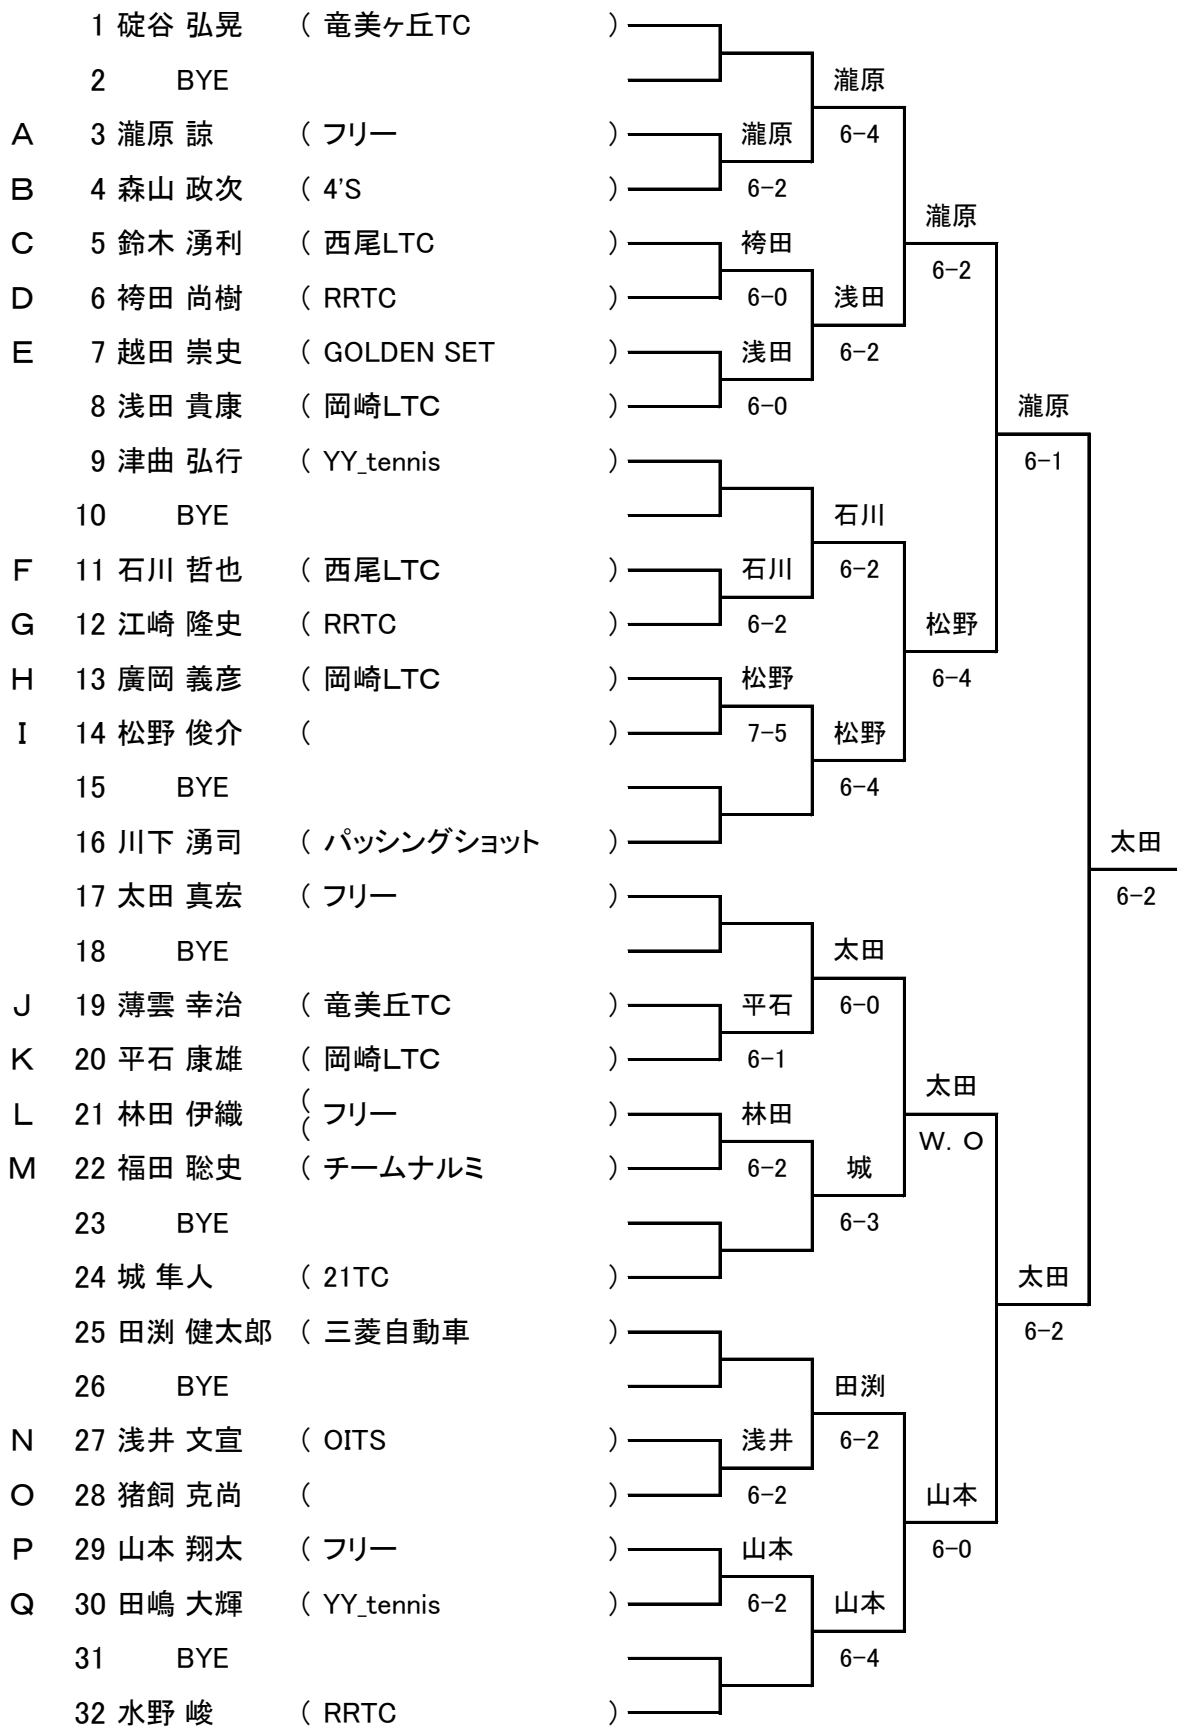 1 碇谷 弘晃 ( 竜美ヶ丘TC )
2 BYE 瀧原
A 3 瀧原 諒 ( フリー ) 瀧原 6-4
B 4 森山 政次 ( 4'S ) 6-2
瀧原
C 5 鈴木 湧利 ( 西尾LTC ) 袴田
6-2
D 6 袴田 尚樹 ( RRTC ) 6-0 浅田
E 7 越田 崇史 ( GOLDEN SET ) 浅田 6-2
8 浅田 貴康 ( 岡崎LTC ) 6-0 瀧原
9 津曲 弘行 ( YY_tennis ) 6-1
10 BYE 石川
F 11 石川 哲也 ( 西尾LTC ) 石川 6-2
G 12 江崎 隆史 ( RRTC ) 6-2 松野
H 13 廣岡 義彦 ( 岡崎LTC ) 松野 6-4
I 14 松野 俊介 ( ) 7-5 松野
15 BYE 6-4
16 川下 湧司 ( パッシングショット ) 太田
17 太田 真宏 ( フリー ) 6-2
18 BYE 太田
J 19 薄雲 幸治 ( 竜美丘TC ) 平石 6-0
K 20 平石 康雄 ( 岡崎LTC ) 6-1
太田
L 21 林田 伊織 ( ( フリー ) 林田
W. O
M 22 福田 聡史 ( チームナルミ ) 6-2 城
23 BYE 6-3
24 城 隼人 ( 21TC ) 太田
25 田渕 健太郎 ( 三菱自動車 ) 6-2
26 BYE 田渕
N 27 浅井 文宣 ( OITS ) 浅井 6-2
O 28 猪飼 克尚 ( ) 6-2 山本
P 29 山本 翔太 ( フリー ) 山本 6-0
Q 30 田嶋 大輝 ( YY_tennis ) 6-2 山本
31 BYE 6-4
32 水野 峻 ( RRTC )